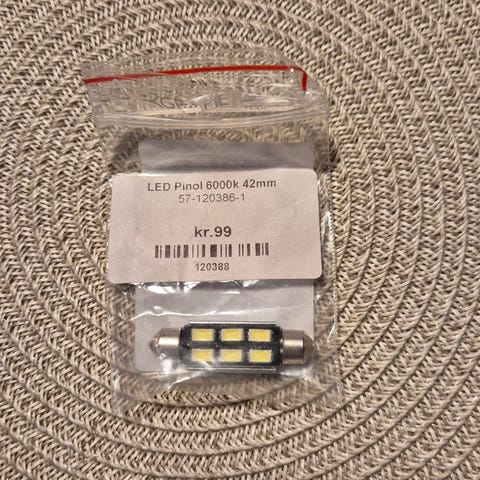 LED Pinol 6000k 42mm
57-120386-1
kr.99
120388